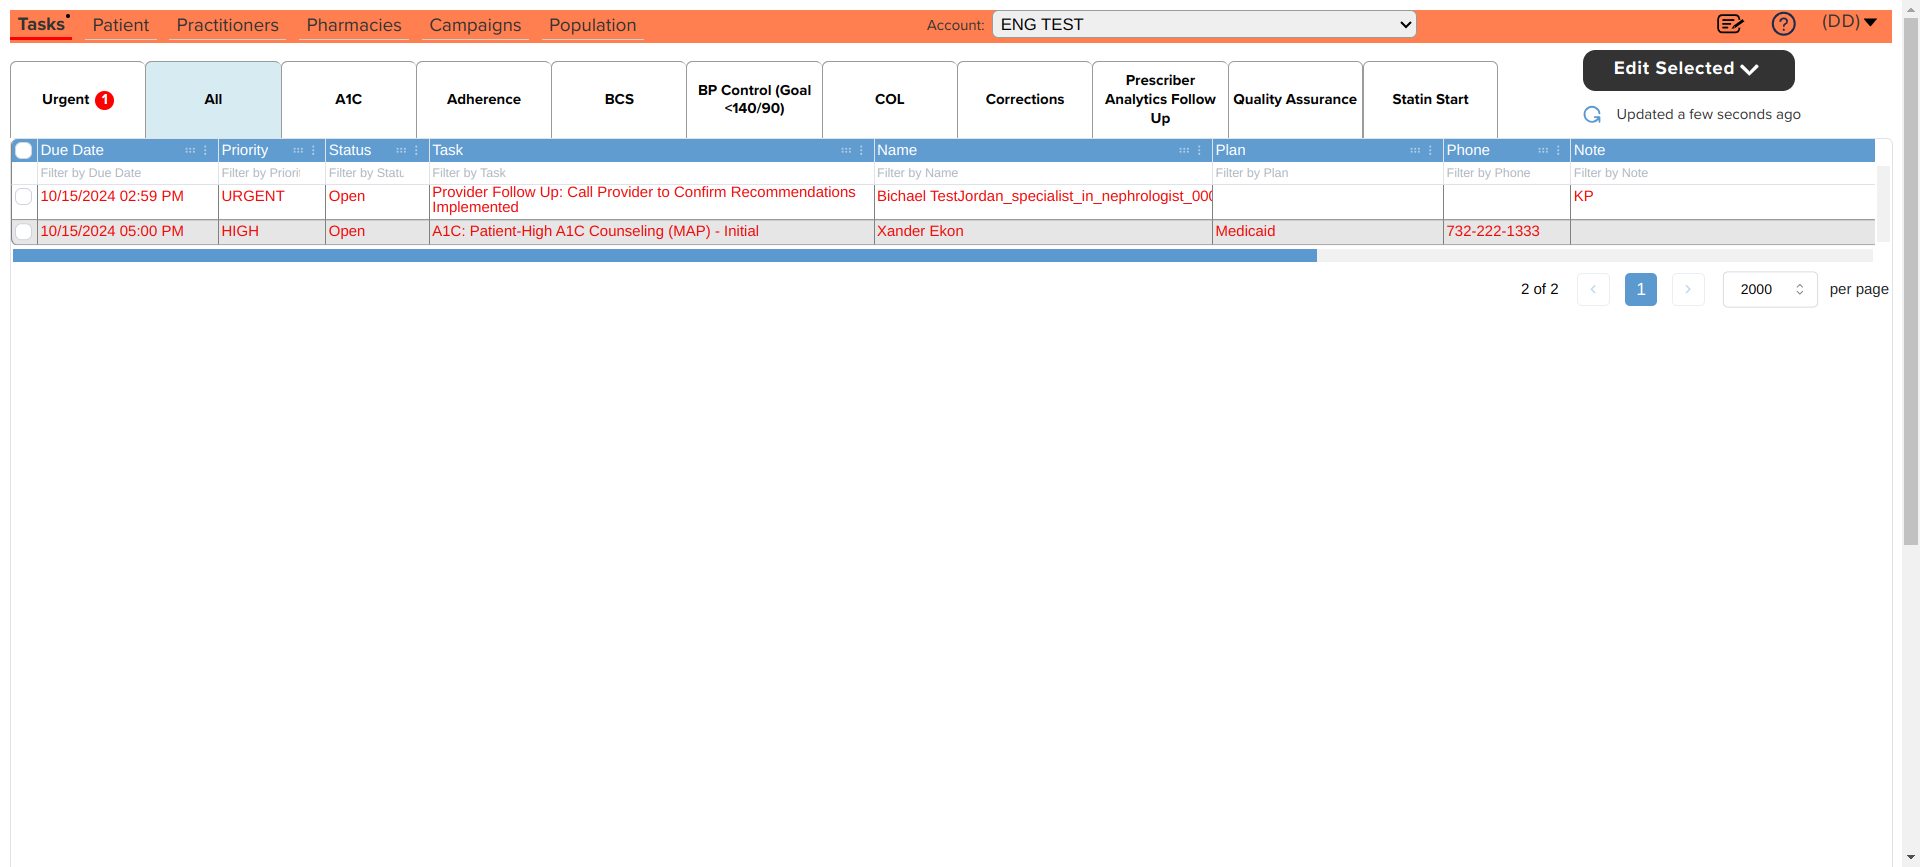 Tasks Patient Practitioners Pharmacies Campaigns Population Account: ENG TEST (DD)
Edit Selected
Urgent 1 All A1C Adherence BCS BP Control (Goal <140/90) COL Corrections Prescriber Analytics Follow Up Quality Assurance Statin Start
Updated a few seconds ago
Due Date Priority Status Task Name Plan Phone Note
Filter by Due Date Filter by Priorit Filter by Statu Filter by Task Filter by Name Filter by Plan Filter by Phone Filter by Note
10/15/2024 02:59 PM URGENT Open Provider Follow Up: Call Provider to Confirm Recommendations Implemented Bichael TestJordan_specialist_in_nephrologist_000 KP
10/15/2024 05:00 PM HIGH Open A1C: Patient-High A1C Counseling (MAP) - Initial Xander Ekon Medicaid 732-222-1333
2 of 2 1 2000 per page